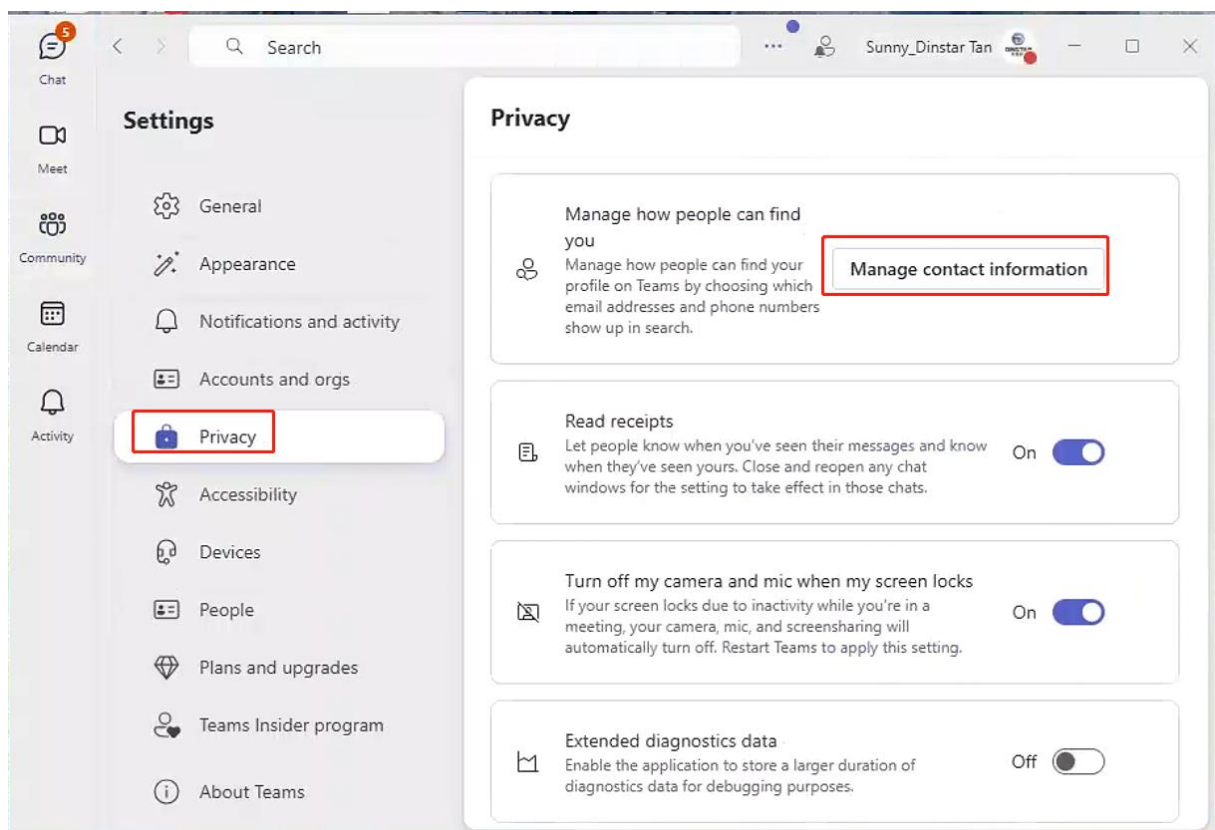 5
Search
...
Sunny_Dinstar Tan
Chat
Meet
Community
Calendar
Activity
Settings
General
Appearance
Notifications and activity
Accounts and orgs
Privacy
Accessibility
Devices
People
Plans and upgrades
Teams Insider program
About Teams
Privacy
Manage how people can find
you
Manage how people can find your
profile on Teams by choosing which
email addresses and phone numbers
show up in search.
Manage contact information
Read receipts
Let people know when you've seen their messages and know
when they've seen yours. Close and reopen any chat
windows for the setting to take effect in those chats.
On
Turn off my camera and mic when my screen locks
If your screen locks due to inactivity while you're in a
meeting, your camera, mic, and screensharing will
automatically turn off. Restart Teams to apply this setting.
On
Extended diagnostics data
Enable the application to store a larger duration of
diagnostics data for debugging purposes.
Off